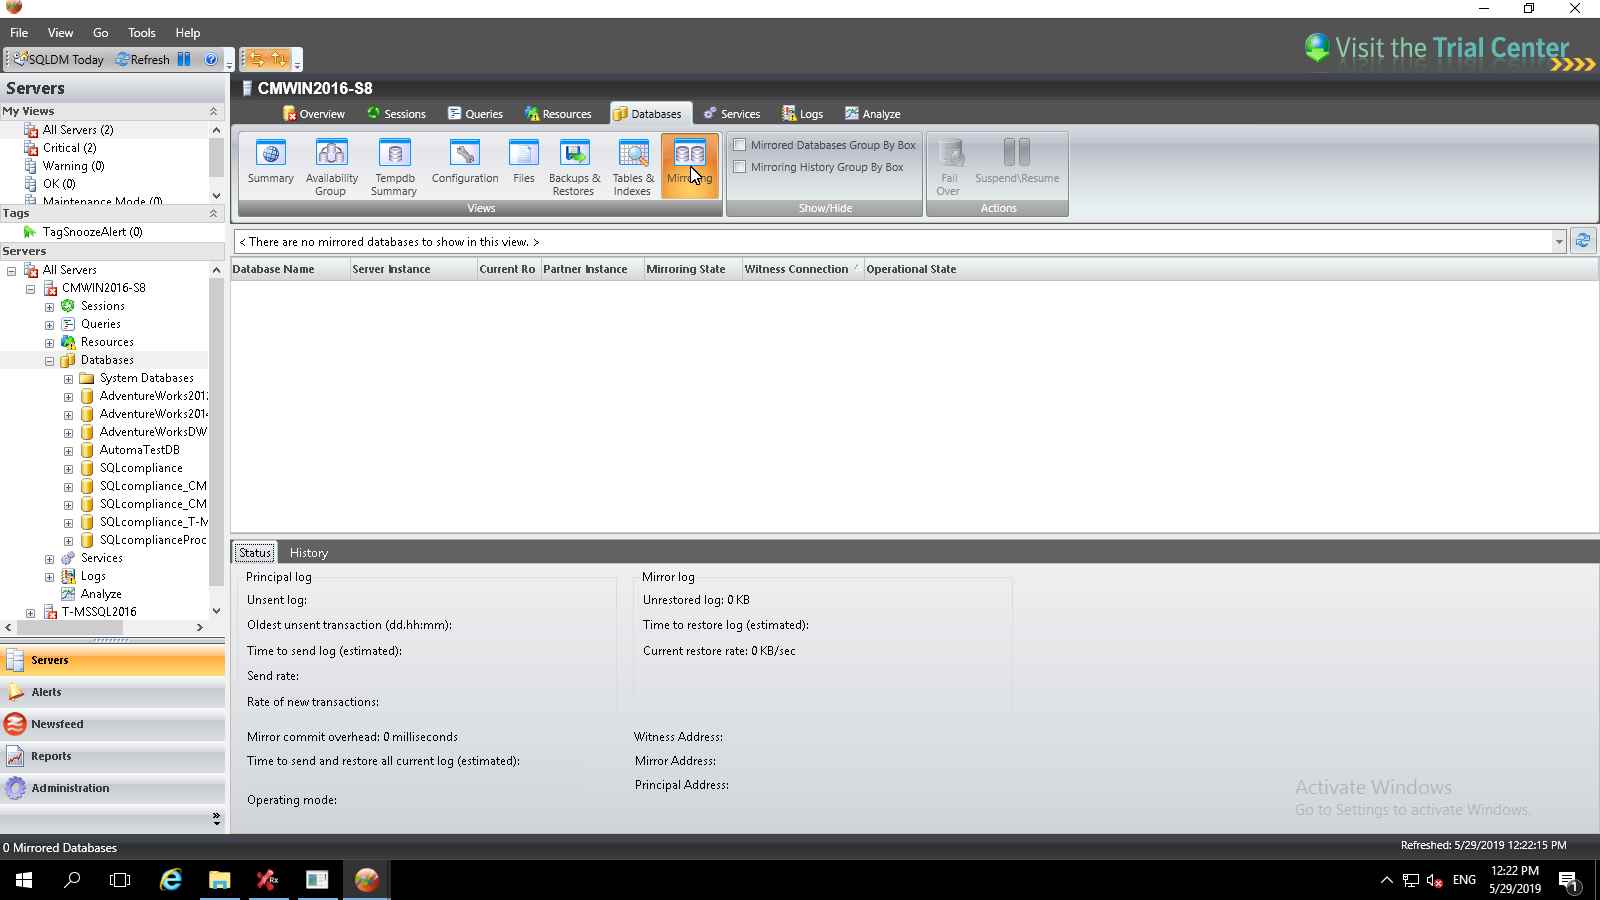 File View Go Tools Help
SQLDM Today Refresh
Visit the Trial Center
Servers
My Views
All Servers (2)
Critical (2)
Warning (0)
OK (0)
Maintenance Mode (0)
Tags
TagSnoozeAlert (0)
Servers
All Servers
CMWIN2016-S8
Sessions
Queries
Resources
Databases
System Databases
AdventureWorks201
AdventureWorks201
AdventureWorksDW
AutomaTestDB
SQLcompliance
SQLcompliance_CM
SQLcompliance_CM
SQLcompliance_T-M
SQLcomplianceProc
Services
Logs
Analyze
T-MSSQL2016
Servers
Alerts
Newsfeed
Reports
Administration
CMWIN2016-S8
Overview Sessions Queries Resources Databases Services Logs Analyze
Summary
Availability
Group
Tempdb
Summary
Configuration
Files
Backups &
Restores
Tables &
Indexes
Mirroring
Views
Mirrored Databases Group By Box
Mirroring History Group By Box
Show/Hide
Fail
Over
Suspend\Resume
Actions
< There are no mirrored databases to show in this view. >
Database Name Server Instance Current Ro Partner Instance Mirroring State Witness Connection Operational State
Status History
Principal log
Unsent log:
Oldest unsent transaction (dd.hh:mm):
Time to send log (estimated):
Send rate:
Rate of new transactions:
Mirror log
Unrestored log: 0 KB
Time to restore log (estimated):
Current restore rate: 0 KB/sec
Mirror commit overhead: 0 milliseconds
Time to send and restore all current log (estimated):
Operating mode:
Witness Address:
Mirror Address:
Principal Address:
Activate Windows
Go to Settings to activate Windows.
0 Mirrored Databases
Refreshed: 5/29/2019 12:22:15 PM
ENG
12:22 PM
5/29/2019
1